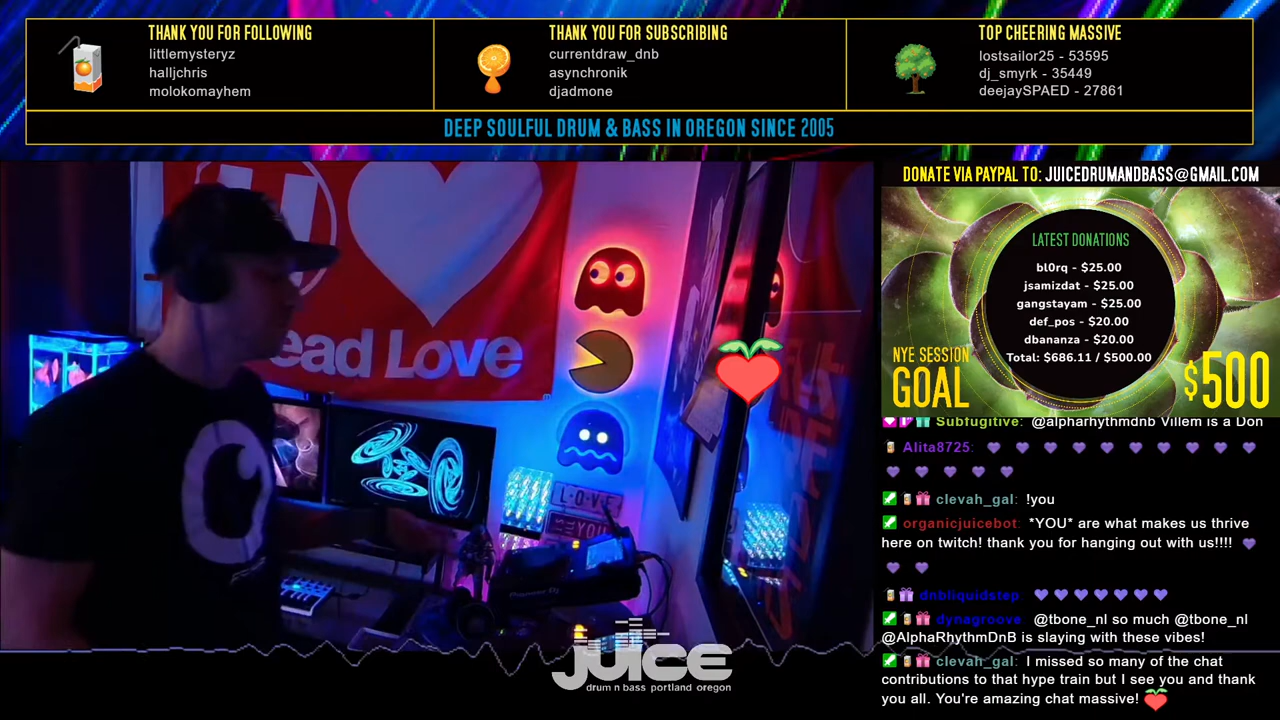 THANK YOU FOR FOLLOWING
littlemysteryz
halljchris
molokomayhem
THANK YOU FOR SUBSCRIBING
currentdraw_dnb
asynchronik
djadmone
TOP CHEERING MASSIVE
lostsailor25 - 53595
dj_smyrk - 35449
deejaySPAED - 27861
DEEP SOULFUL DRUM & BASS IN OREGON SINCE 2005
ead Love
LOVE
YOU
Pioneer DJ
JUICE
drum n bass portland oregon
DONATE VIA PAYPAL TO: JUICEDRUMANDBASS@GMAIL.COM
LATEST DONATIONS
bl0rq - $25.00
jsamizdat - $25.00
gangstayam - $25.00
def_pos - $20.00
dbananza - $20.00
Total: $686.11 / $500.00
NYE SESSION
GOAL
$500
Subfugitive: @alpharhythmdnb Villem is a Don
Alita8725:
clevah_gal: !you
organicjuicebot: *YOU* are what makes us thrive
here on twitch! thank you for hanging out with us!!!!
dnbliquidstep:
dynagroove: @tbone_nl so much @tbone_nl
@AlphaRhythmDnB is slaying with these vibes!
clevah_gal: I missed so many of the chat
contributions to that hype train but I see you and thank
you all. You're amazing chat massive!